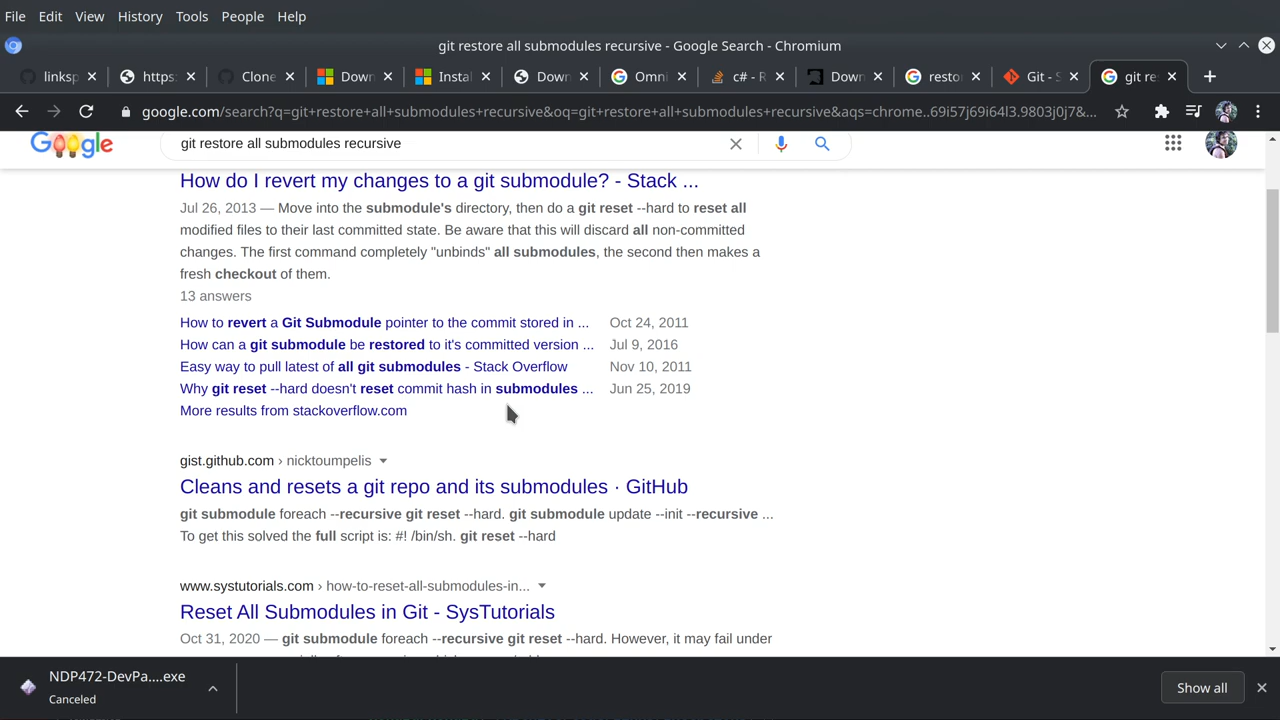 File Edit View History Tools People Help
git restore all submodules recursive - Google Search - Chromium
linksp https: Clone Down Instal Down Omni c# - R Down resto Git - S git re
google.com/search?q=git+restore+all+submodules+recursive&oq=git+restore+all+submodules+recursive&aqs=chrome..69i57j69i64l3.9803j0j7&...
git restore all submodules recursive
How do I revert my changes to a git submodule? - Stack ...
Jul 26, 2013 — Move into the submodule's directory, then do a git reset --hard to reset all
modified files to their last committed state. Be aware that this will discard all non-committed
changes. The first command completely "unbinds" all submodules, the second then makes a
fresh checkout of them.
13 answers
How to revert a Git Submodule pointer to the commit stored in ... Oct 24, 2011
How can a git submodule be restored to it's committed version ... Jul 9, 2016
Easy way to pull latest of all git submodules - Stack Overflow Nov 10, 2011
Why git reset --hard doesn't reset commit hash in submodules ... Jun 25, 2019
More results from stackoverflow.com
gist.github.com › nicktoumpelis
Cleans and resets a git repo and its submodules · GitHub
git submodule foreach --recursive git reset --hard. git submodule update --init --recursive ...
To get this solved the full script is: #! /bin/sh. git reset --hard
www.systutorials.com › how-to-reset-all-submodules-in...
Reset All Submodules in Git - SysTutorials
Oct 31, 2020 — git submodule foreach --recursive git reset --hard. However, it may fail under
NDP472-DevPa....exe
Canceled
Show all